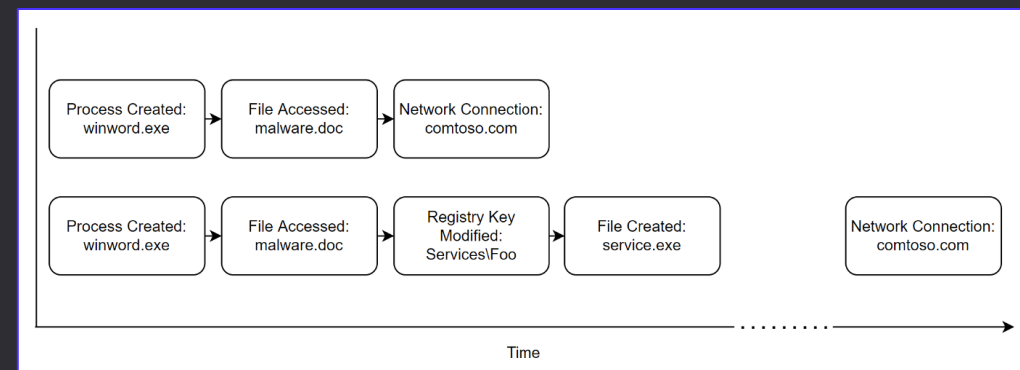 Process Created:
winword.exe
File Accessed:
malware.doc
Network Connection:
comtoso.com
Process Created:
winword.exe
File Accessed:
malware.doc
Registry Key
Modified:
Services\Foo
File Created:
service.exe
Network Connection:
comtoso.com
Time